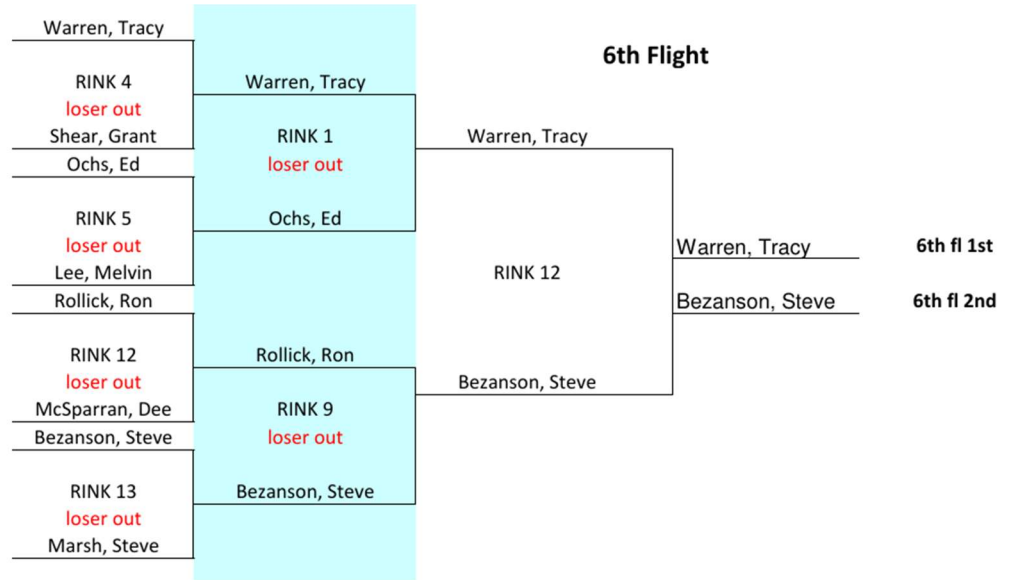 6th Flight
Warren, Tracy
RINK 4
loser out
Shear, Grant
Ochs, Ed
RINK 5
loser out
Lee, Melvin
Rollick, Ron
RINK 12
loser out
McSparran, Dee
Bezanson, Steve
RINK 13
loser out
Marsh, Steve
Warren, Tracy
RINK 1
loser out
Ochs, Ed
Rollick, Ron
RINK 9
loser out
Bezanson, Steve
Warren, Tracy
RINK 12
Bezanson, Steve
Warren, Tracy 6th fl 1st
Bezanson, Steve 6th fl 2nd